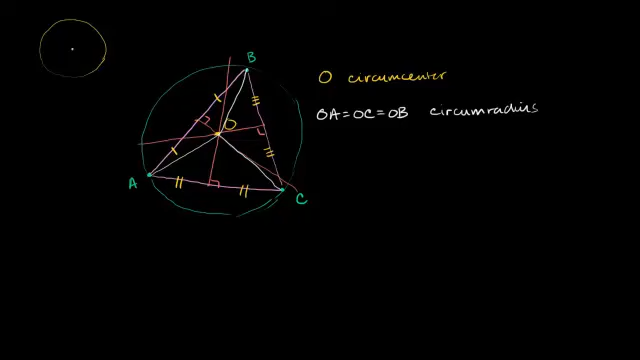 B
O circumcenter
OA=OC=OB circumradius
O
A
C